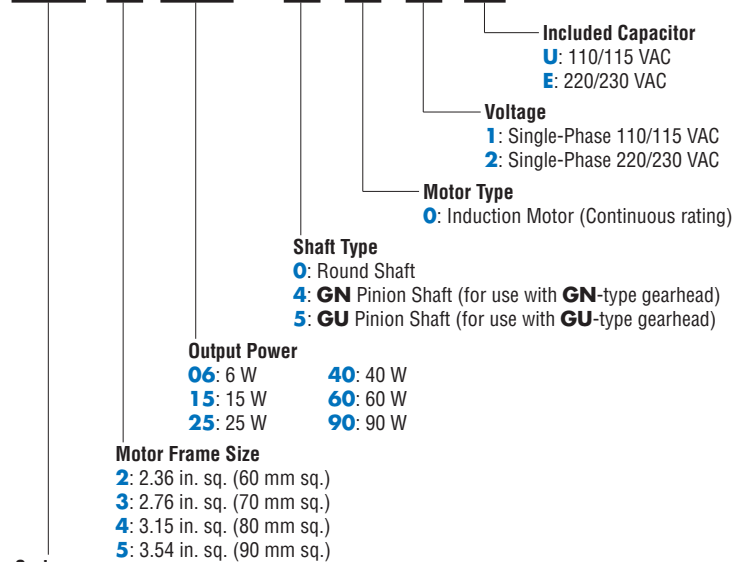 Included Capacitor
U: 110/115 VAC
E: 220/230 VAC
Voltage
1: Single-Phase 110/115 VAC
2: Single-Phase 220/230 VAC
Motor Type
0: Induction Motor (Continuous rating)
Shaft Type
0: Round Shaft
4: GN Pinion Shaft (for use with GN-type gearhead)
5: GU Pinion Shaft (for use with GU-type gearhead)
Output Power
06: 6 W 40: 40 W
15: 15 W 60: 60 W
25: 25 W 90: 90 W
Motor Frame Size
2: 2.36 in. sq. (60 mm sq.)
3: 2.76 in. sq. (70 mm sq.)
4: 3.15 in. sq. (80 mm sq.)
5: 3.54 in. sq. (90 mm sq.)